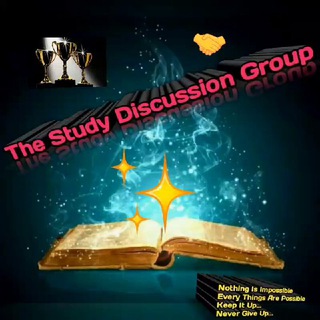 The Study Discussion Group
Nothing Is Impossible
Every Things Are Possible
Keep It Up...
Never Give Up...